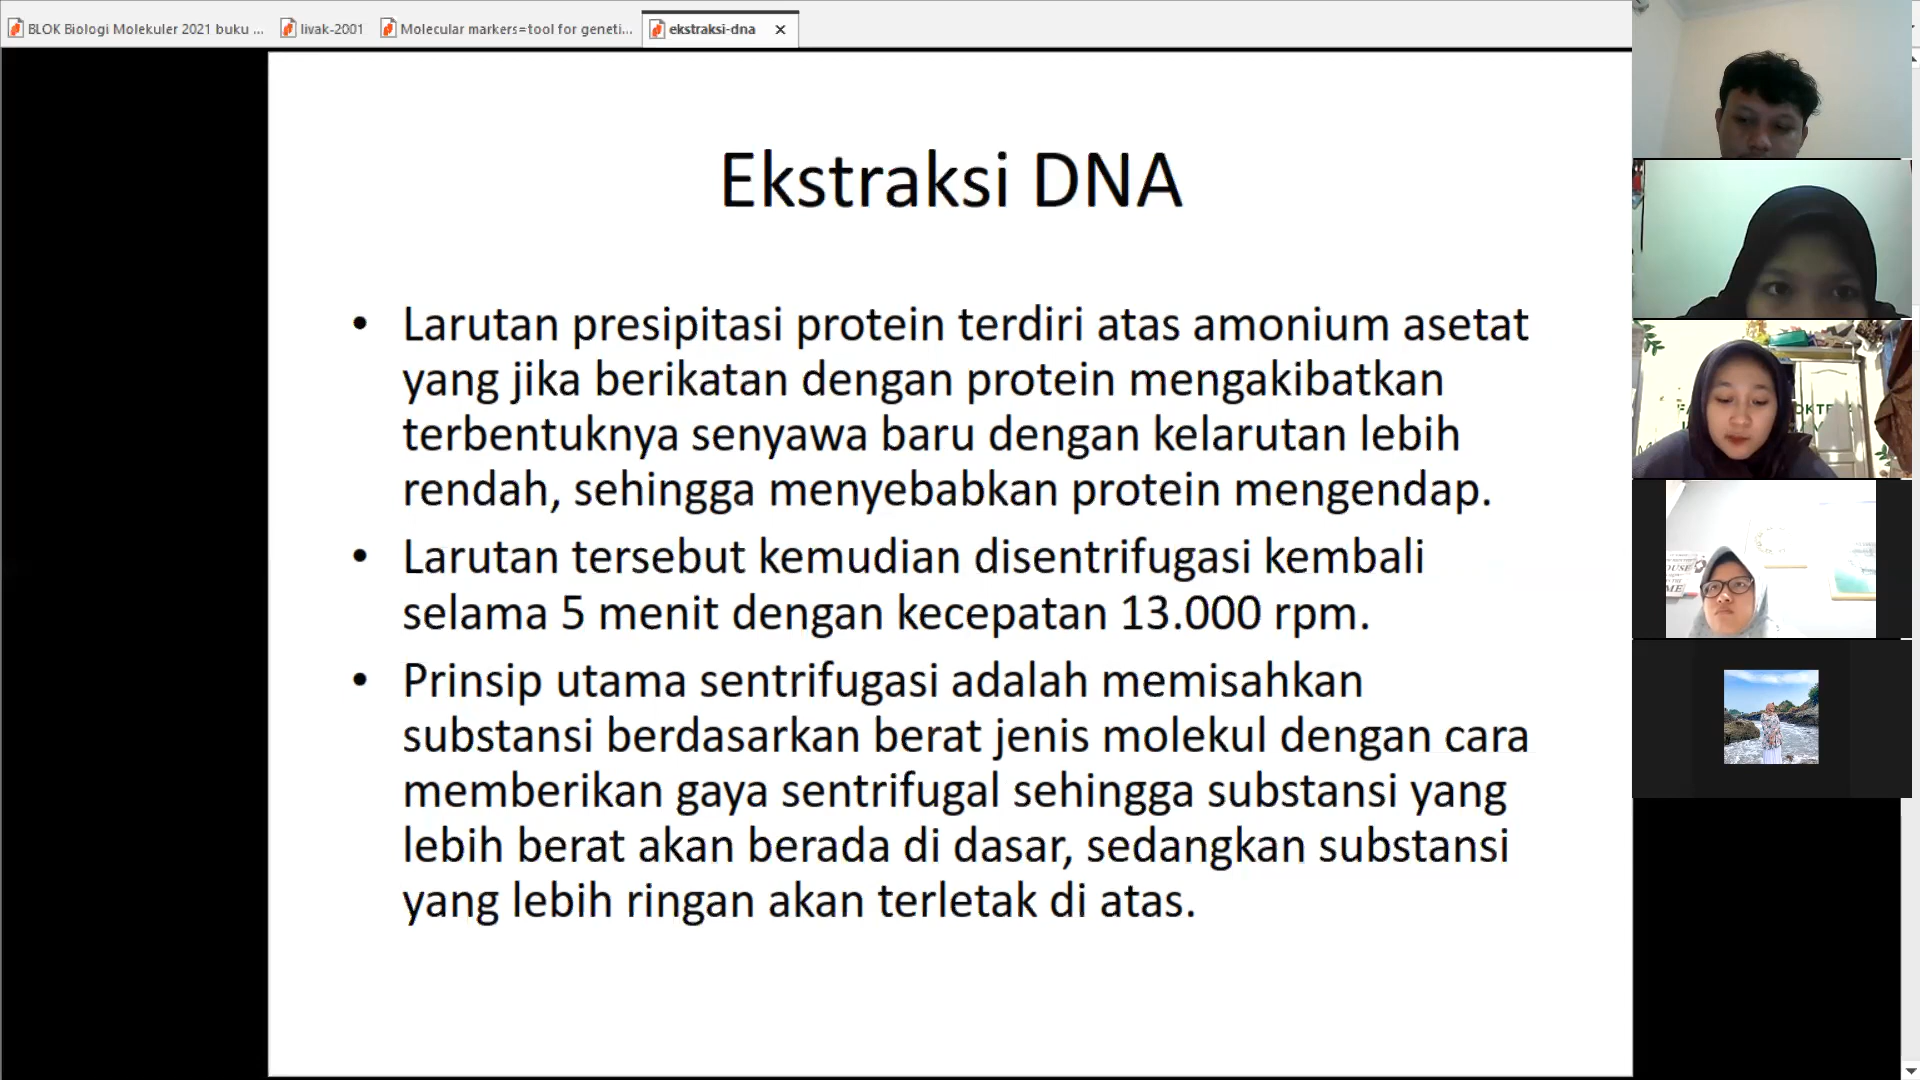 BLOK Biologi Molekuler 2021 buku ...
livak-2001
Molecular markers=tool for geneti...
ekstraksi-dna
Ekstraksi DNA
• Larutan presipitasi protein terdiri atas amonium asetat
yang jika berikatan dengan protein mengakibatkan
terbentuknya senyawa baru dengan kelarutan lebih
rendah, sehingga menyebabkan protein mengendap.
• Larutan tersebut kemudian disentrifugasi kembali
selama 5 menit dengan kecepatan 13.000 rpm.
• Prinsip utama sentrifugasi adalah memisahkan
substansi berdasarkan berat jenis molekul dengan cara
memberikan gaya sentrifugal sehingga substansi yang
lebih berat akan berada di dasar, sedangkan substansi
yang lebih ringan akan terletak di atas.